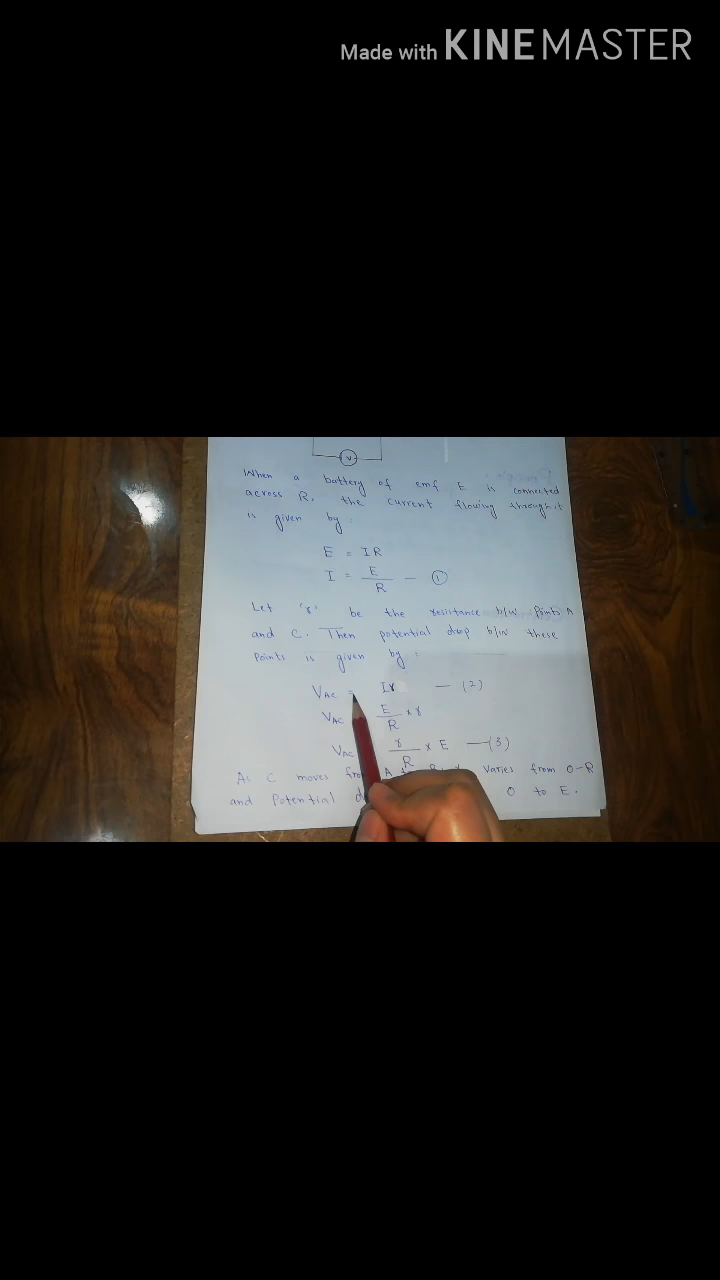 Made with KINEMASTER
V
When a battery of emf E is connected
across R, the current flowing through it
is given by:
E = IR
I = E/R — ①
Let 'r' be the resistance b/w points A
and C. Then potential drop b/w these
Points is given by:
VAC = Ir — (2)
VAC E/R × r
VAC r/R × E — (3)
As C moves from A varies from 0-R
and Potential 0 to E.